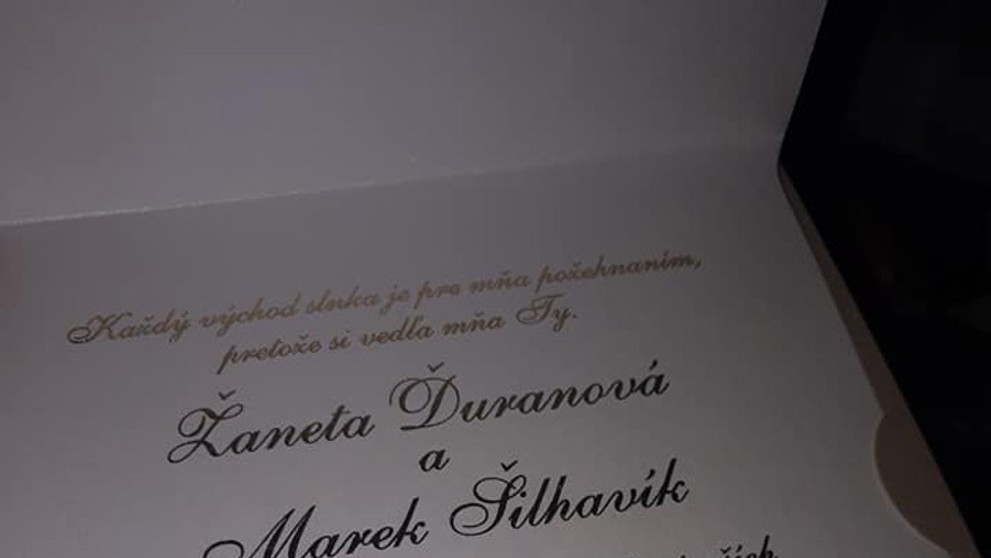 Každý východ slnka je pre mňa požehnaním,
pretože si vedľa mňa Ty.
Žaneta Ďuranová
a
Marek Šilhavík